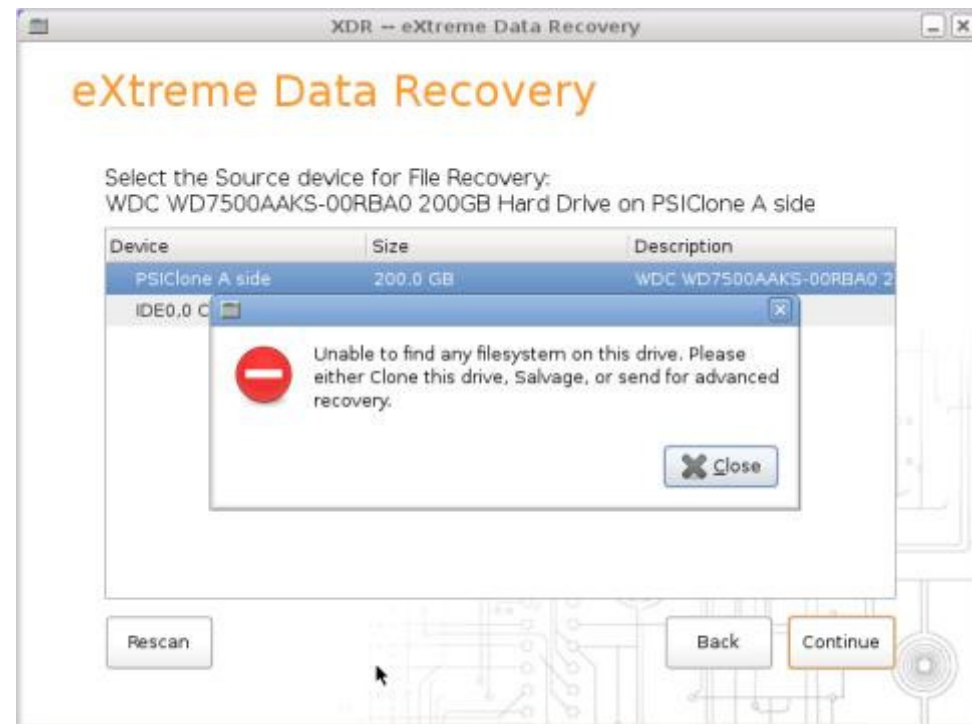 XDR -- eXtreme Data Recovery
eXtreme Data Recovery
Select the Source device for File Recovery:
WDC WD7500AAKS-00RBA0 200GB Hard Drive on PSIClone A side
Device Size Description
PSIClone A side 200.0 GB WDC WD7500AAKS-00RBA0 2
IDE0,0 C
Unable to find any filesystem on this drive. Please
either Clone this drive, Salvage, or send for advanced
recovery.
Close
Rescan Back Continue